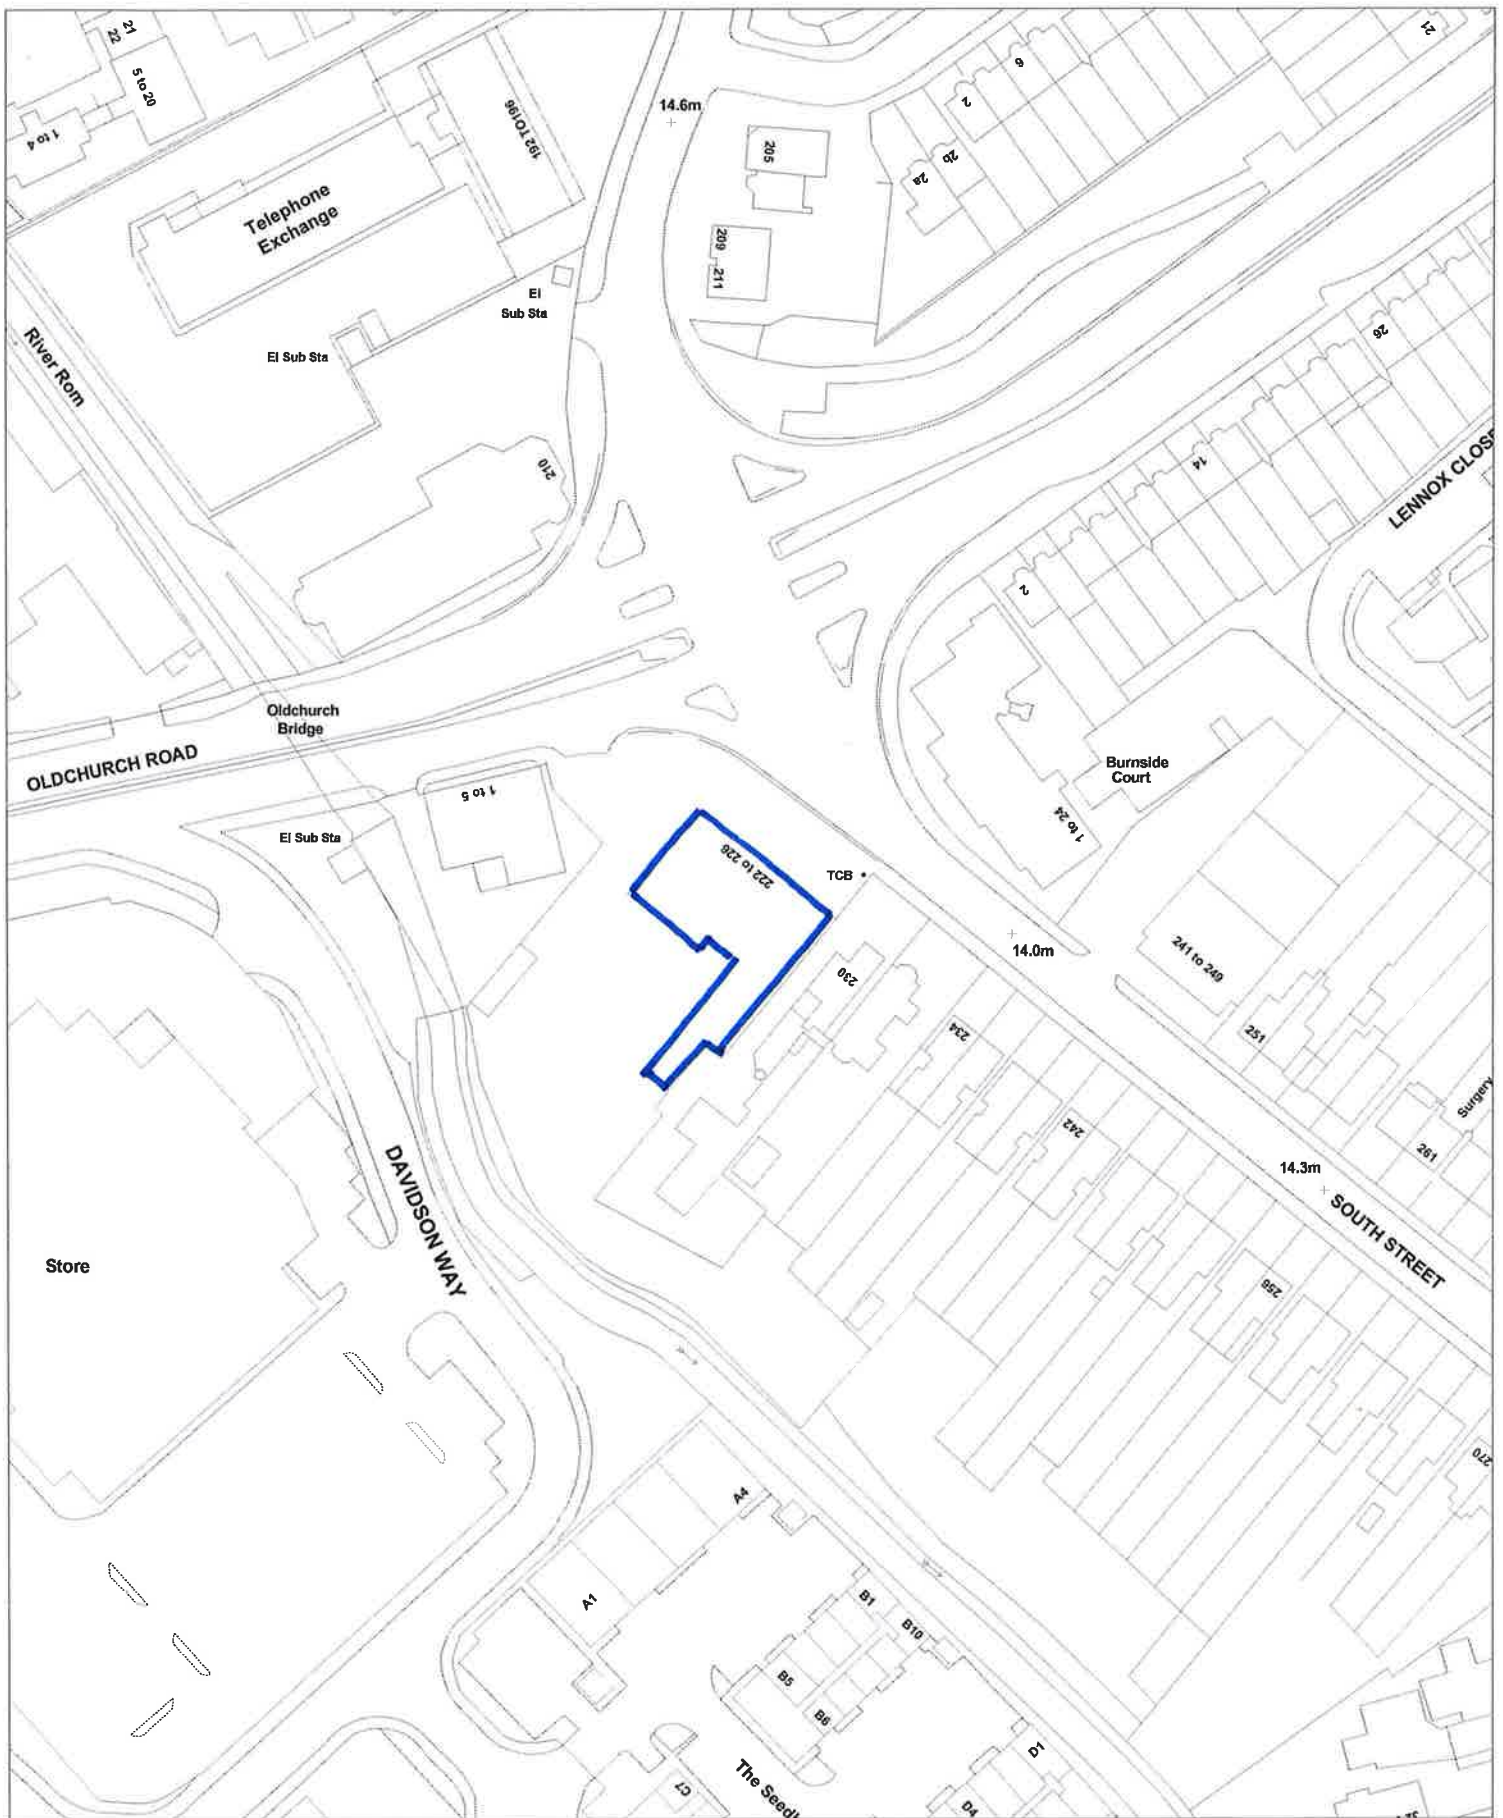 21
22
5 to 20
1 to 4
192 TO196
Telephone
Exchange
14.6m
205
209
211
6
2
2b
2a
21
El
Sub Sta
El Sub Sta
River Rom
210
26
14
2
LENNOX CLOSE
Oldchurch
Bridge
OLDCHURCH ROAD
1 to 5
El Sub Sta
Burnside
Court
1 to 24
222 to 226
TCB
14.0m
230
234
242
241 to 249
251
Surgery
261
14.3m
SOUTH STREET
256
270
DAVIDSON WAY
Store
A4
A1
B1
B10
B5
B6
C7
The Seedl
D1
D4